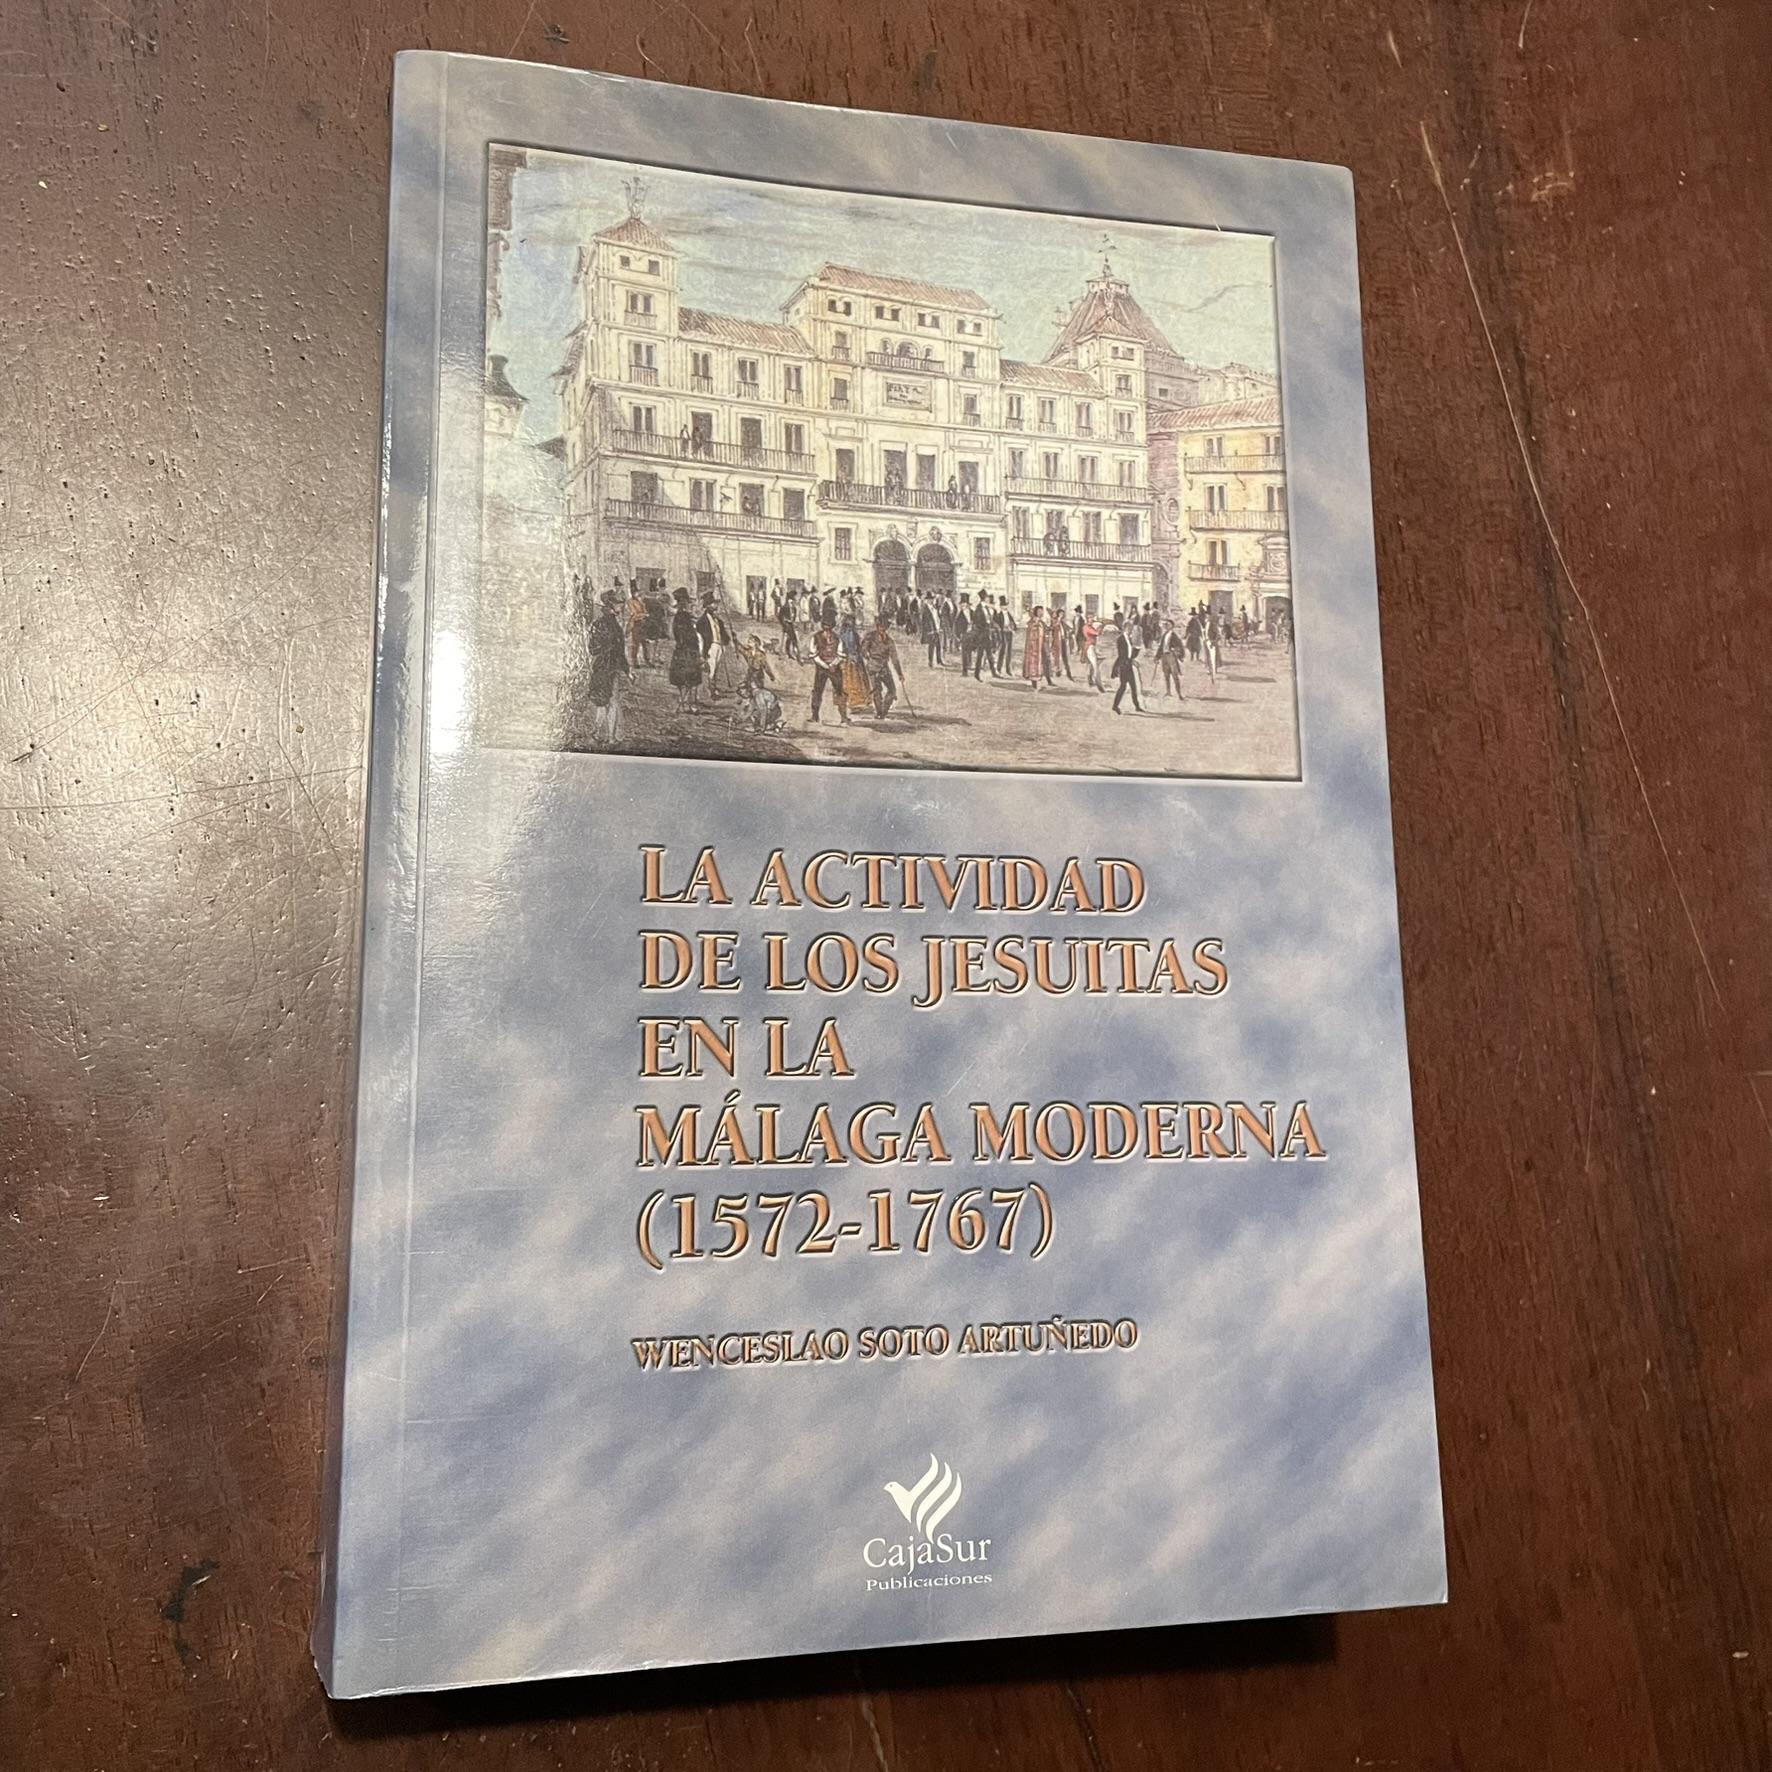 LA ACTIVIDAD
DE LOS JESUITAS
EN LA
MÁLAGA MODERNA
(1572-1767)
WENCESLAO SOTO ARTUÑEDO
CajaSur
Publicaciones